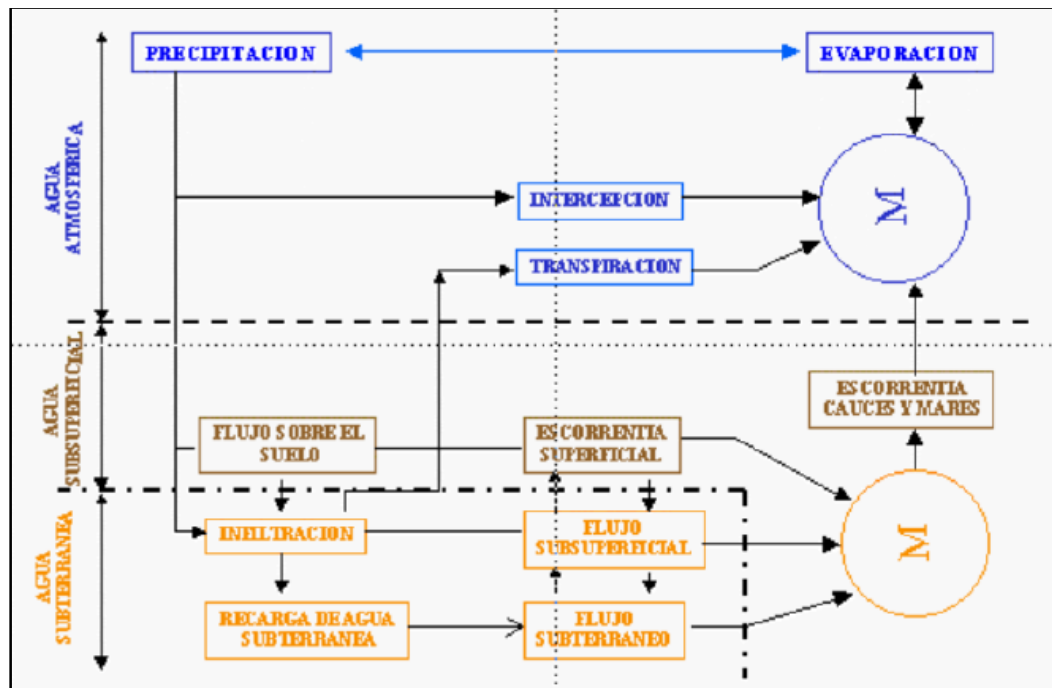 PRECIPITACION
EVAPORACION
AGUA
ATMOSFERICA
M
INTERCEPCION
TRANSPIRACION
AGUA
SUBSUPERFICIAL
ESCORRENTIA
CAUCES Y MARES
FLUJO SOBRE EL
SUELO
ESCORRENTIA
SUPERFICIAL
AGUA
SUBTERRANEA
INFILTRACION
FLUJO
SUBSUPERFICIAL
M
RECARGA DE AGUA
SUBTERRANEA
FLUJO
SUBTERRANEO